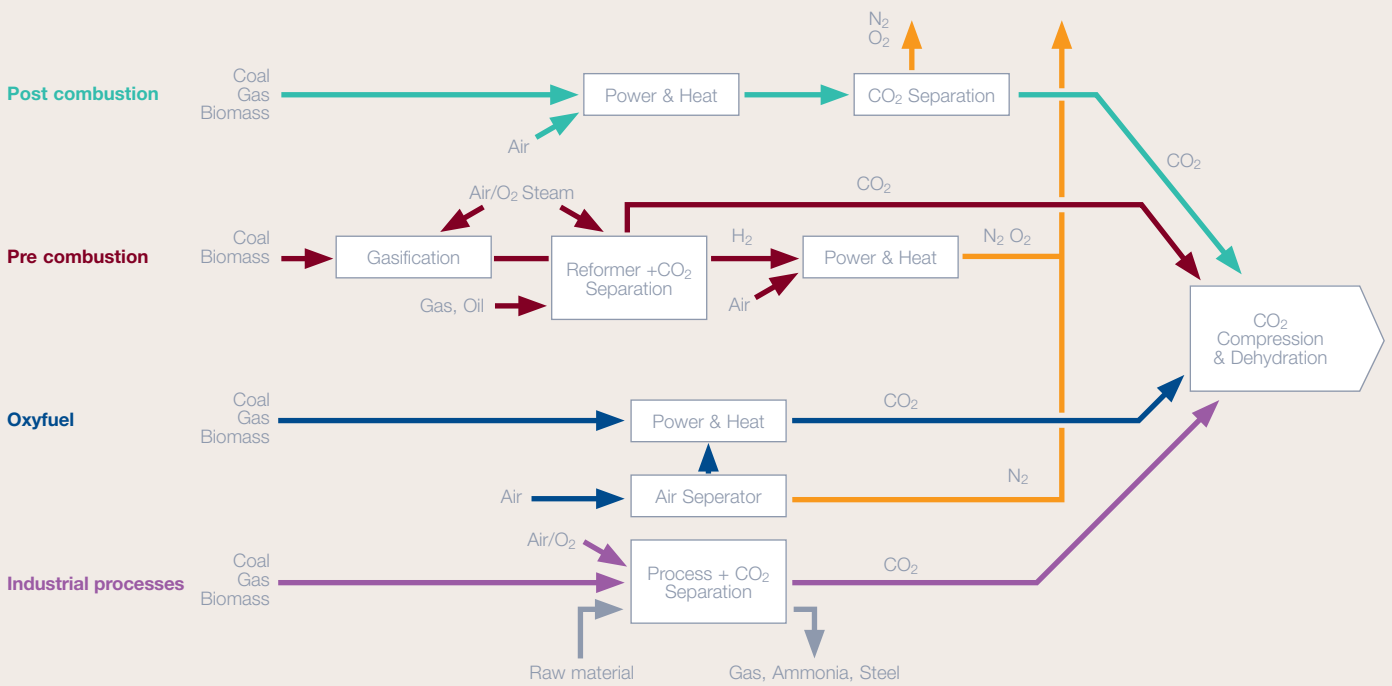 N₂
O₂
Post combustion
Coal
Gas
Biomass
Air
Power & Heat
CO₂ Separation
CO₂
Pre combustion
Coal
Biomass
Air/O₂ Steam
Gasification
Gas, Oil
Reformer +CO₂
Separation
CO₂
H₂
Air
Power & Heat
N₂ O₂
CO₂
Compression
& Dehydration
Oxyfuel
Coal
Gas
Biomass
Power & Heat
CO₂
Air
Air Seperator
N₂
Industrial processes
Coal
Gas
Biomass
Air/O₂
Process + CO₂
Separation
CO₂
Raw material
Gas, Ammonia, Steel